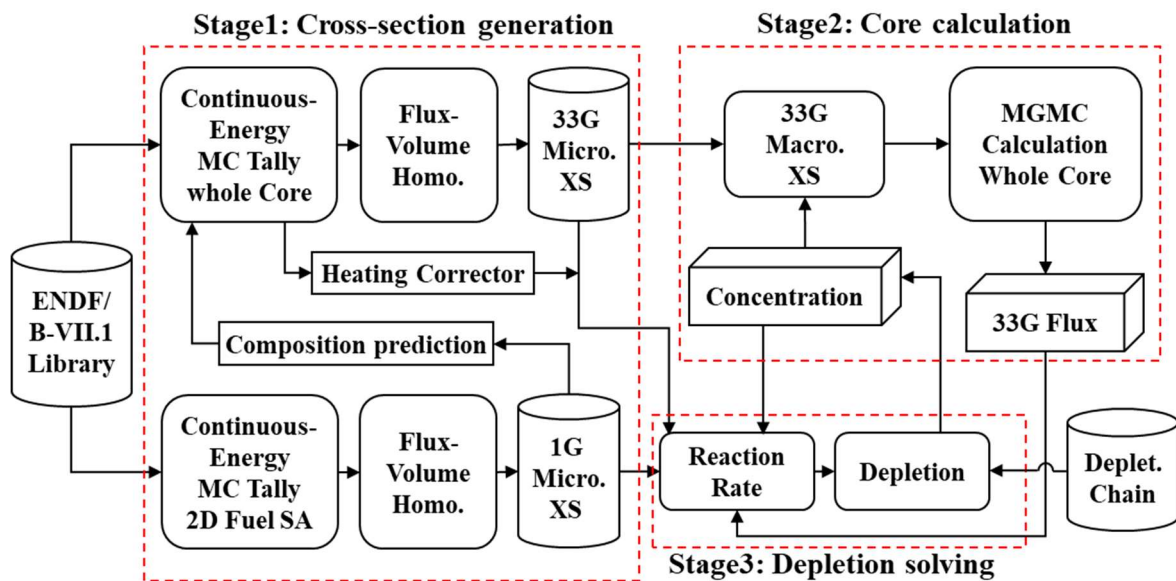 Stage1: Cross-section generation
Stage2: Core calculation
Continuous-
Energy
MC Tally
whole Core
Flux-
Volume
Homo.
33G
Micro.
XS
33G
Macro.
XS
MGMC
Calculation
Whole Core
Heating Corrector
Concentration
33G Flux
ENDF/
B-VII.1
Library
Composition prediction
Continuous-
Energy
MC Tally
2D Fuel SA
Flux-
Volume
Homo.
1G
Micro.
XS
Reaction
Rate
Depletion
Deplet.
Chain
Stage3: Depletion solving